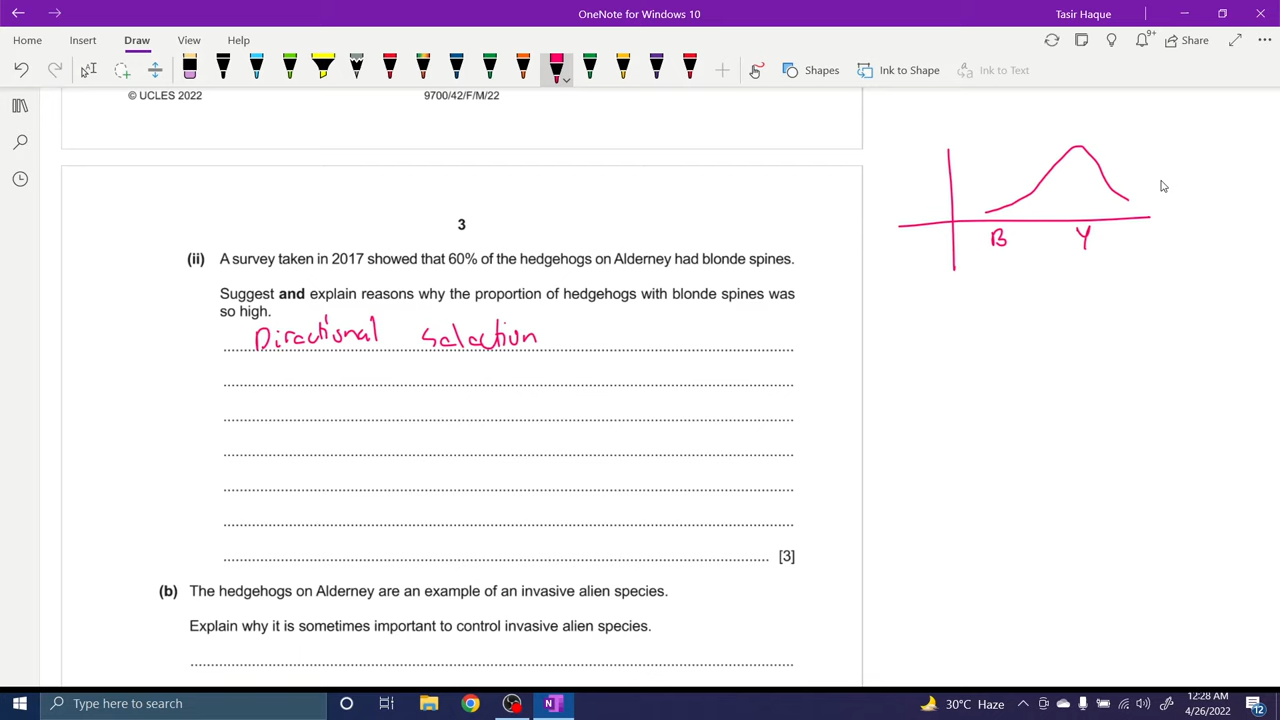 OneNote for Windows 10
Tasir Haque
Home Insert Draw View Help
9+
Share
Shapes
Ink to Shape
Ink to Text
© UCLES 2022
9700/42/F/M/22
3
(ii) A survey taken in 2017 showed that 60% of the hedgehogs on Alderney had blonde spines.
Suggest and explain reasons why the proportion of hedgehogs with blonde spines was
so high.
Directional Selection
[3]
(b) The hedgehogs on Alderney are an example of an invasive alien species.
Explain why it is sometimes important to control invasive alien species.
B Y
Type here to search
30°C Haze
12:28 AM
4/26/2022
12